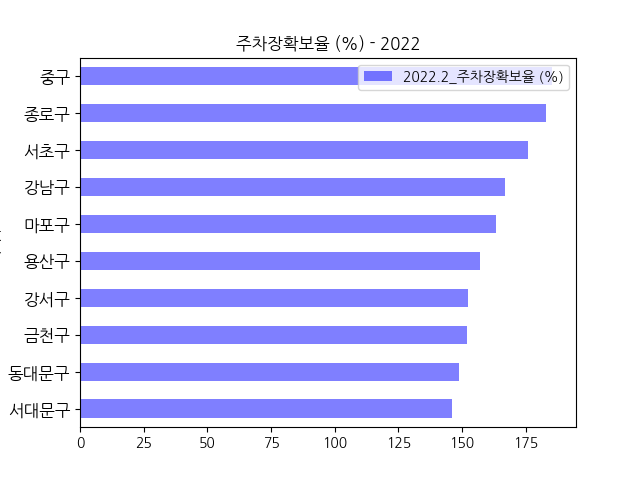 주차장확보율 (%) - 2022
2022.2_주차장확보율 (%)
중구
종로구
서초구
강남구
마포구
용산구
강서구
금천구
동대문구
서대문구
0 25 50 75 100 125 150 175